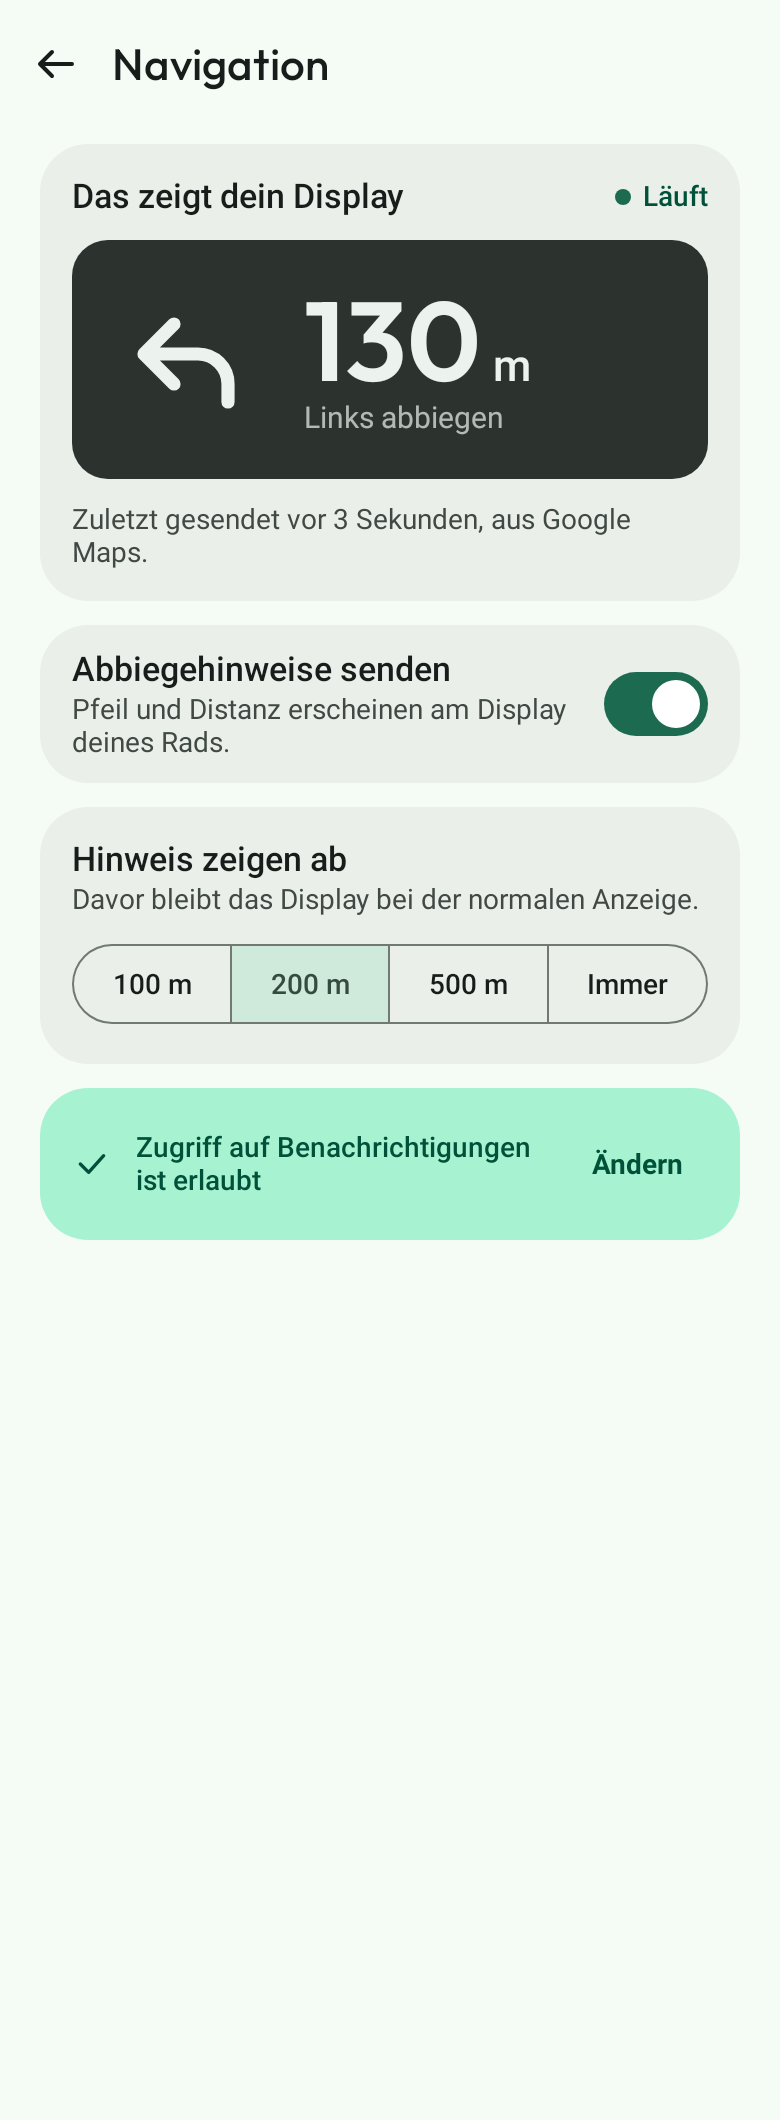 Navigation
Das zeigt dein Display
Läuft
130 m
Links abbiegen
Zuletzt gesendet vor 3 Sekunden, aus Google
Maps.
Abbiegehinweise senden
Pfeil und Distanz erscheinen am Display
deines Rads.
Hinweis zeigen ab
Davor bleibt das Display bei der normalen Anzeige.
100 m
200 m
500 m
Immer
Zugriff auf Benachrichtigungen
ist erlaubt
Ändern